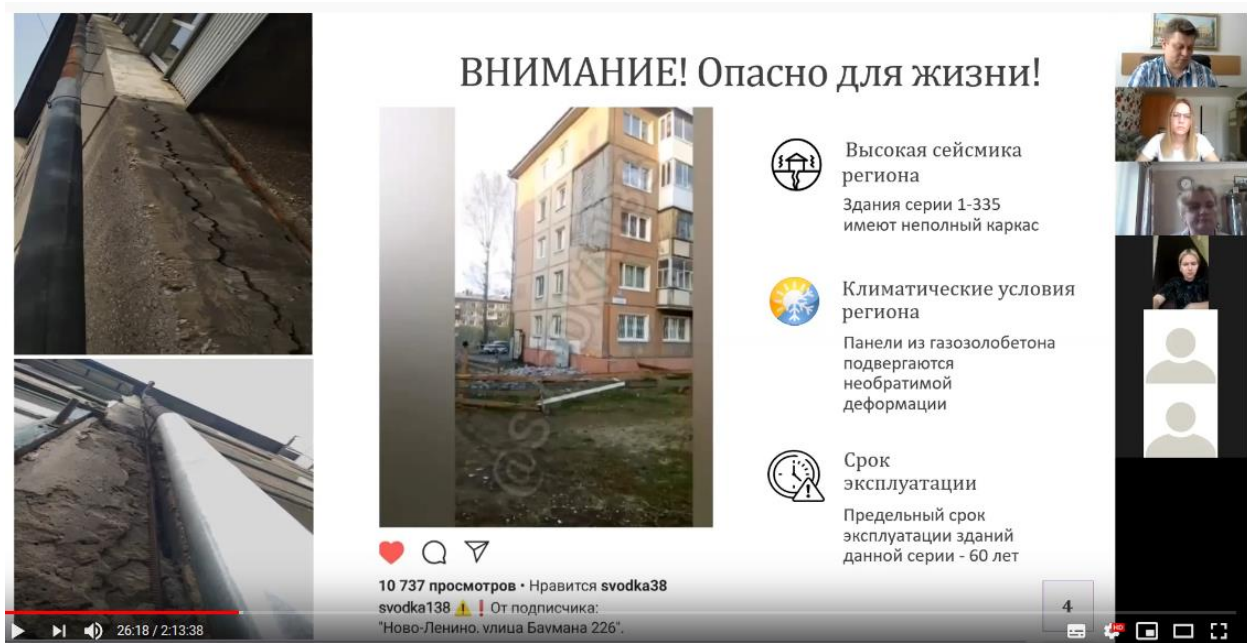 ВНИМАНИЕ! Опасно для жизни!
Высокая сейсмика
региона
Здания серии 1-335
имеют неполный каркас
Климатические условия
региона
Панели из газозолобетона
подвергаются
необратимой
деформации
Срок
эксплуатации
Предельный срок
эксплуатации зданий
данной серии - 60 лет
10 737 просмотров • Нравится svodka38
svodka138 ⚠️❗ От подписчика:
"Ново-Ленино, улица Баумана 226".
4
26:18 / 2:13:38
HD